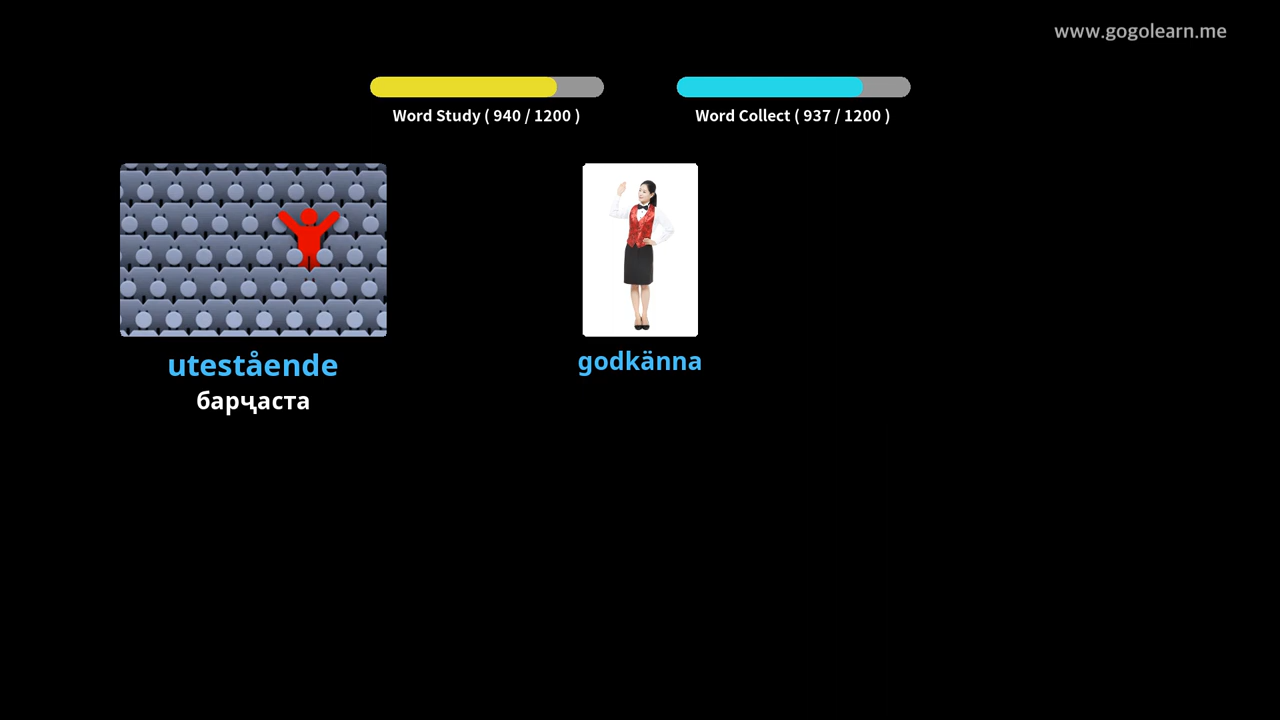 www.gogolearn.me
Word Study ( 940 / 1200 )
Word Collect ( 937 / 1200 )
utestående
барҷаста
godkänna